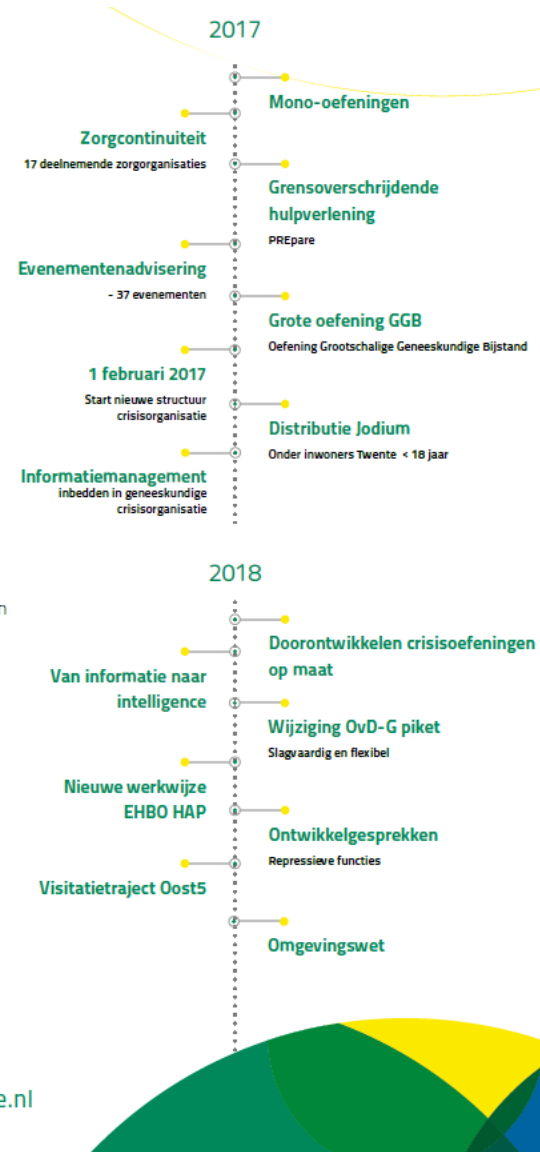 2017
Mono-oefeningen
Zorgcontinuiteit
17 deelnemende zorgorganisaties
Grensoverschrijdende
hulpverlening
PREpare
Evenementenadvisering
- 37 evenementen
Grote oefening GGB
Oefening Grootschalige Geneeskundige Bijstand
1 februari 2017
Start nieuwe structuur
crisisorganisatie
Distributie Jodium
Onder inwoners Twente < 18 jaar
Informatiemanagement
inbedden in geneeskundige
crisisorganisatie
2018
n
Doorontwikkelen crisisoefeningen
op maat
Van informatie naar
intelligence
Wijziging OvD-G piket
Slagvaardig en flexibel
Nieuwe werkwijze
EHBO HAP
Ontwikkelgesprekken
Repressieve functies
Visitatietraject Oost5
Omgevingswet
e.nl